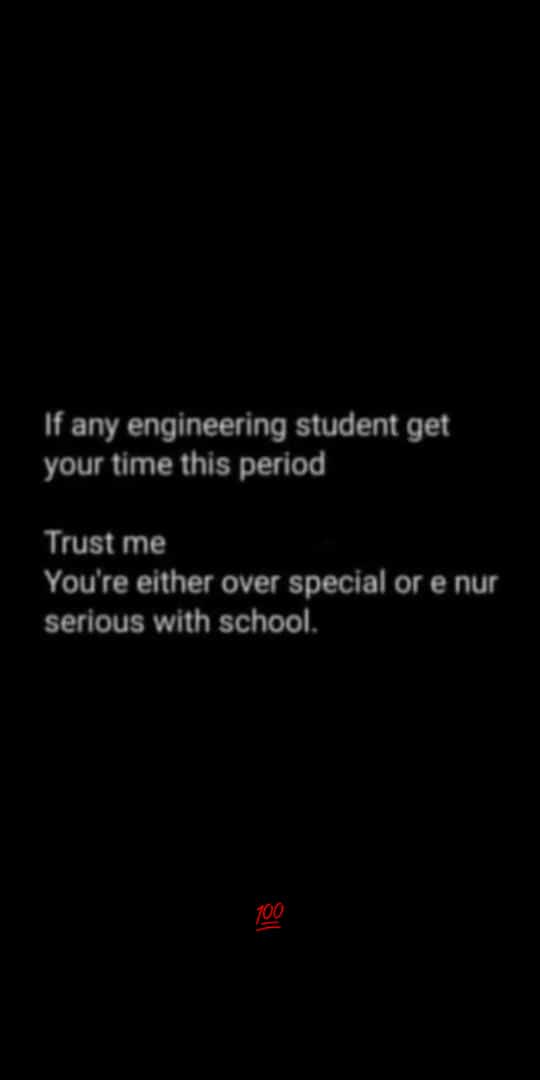 If any engineering student get
your time this period
Trust me
You're either over special or e nur
serious with school.
💯